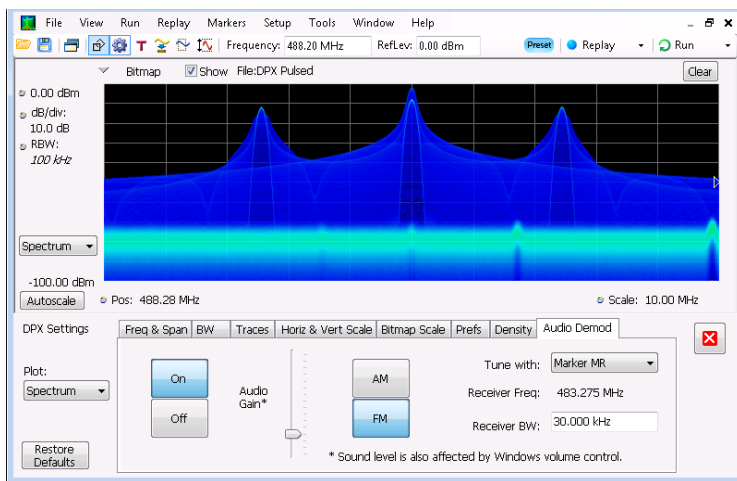 File View Run Replay Markers Setup Tools Window Help
T Frequency: 488.20 MHz RefLev: 0.00 dBm Preset Replay Run
Bitmap Show File:DPX Pulsed Clear
0.00 dBm
dB/div:
10.0 dB
RBW:
100 kHz
Spectrum
-100.00 dBm
Autoscale Pos: 488.28 MHz Scale: 10.00 MHz
DPX Settings Freq & Span BW Traces Horiz & Vert Scale Bitmap Scale Prefs Density Audio Demod
Plot:
Spectrum
Restore
Defaults
On
Off
Audio
Gain*
AM
FM
Tune with: Marker MR
Receiver Freq: 483.275 MHz
Receiver BW: 30.000 kHz
* Sound level is also affected by Windows volume control.